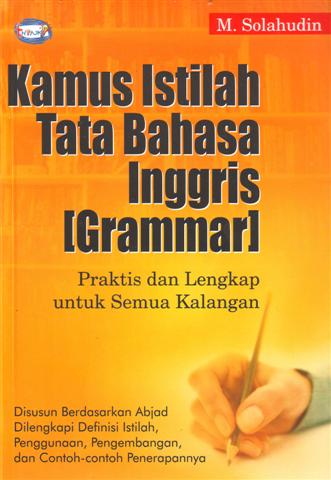 M. Solahudin
Kamus Istilah
Tata Bahasa
Inggris
[Grammar]
Praktis dan Lengkap
untuk Semua Kalangan
Disusun Berdasarkan Abjad
Dilengkapi Definisi Istilah,
Penggunaan, Pengembangan,
dan Contoh-contoh Penerapannya